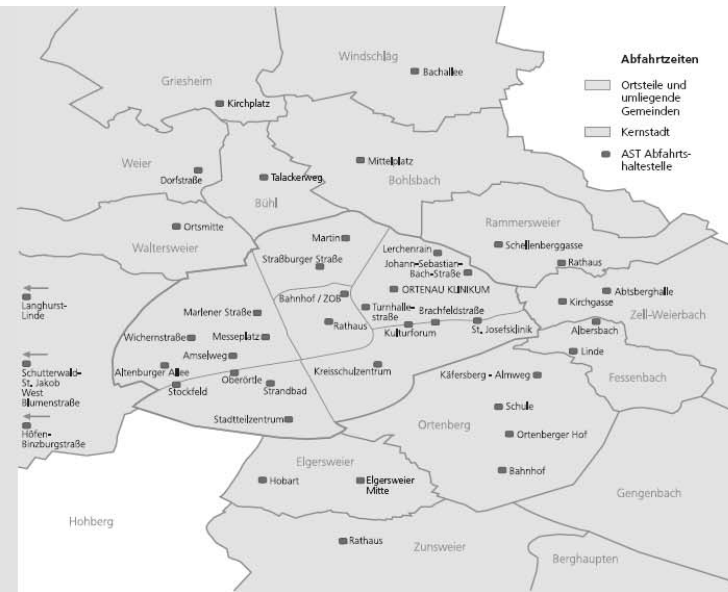 Windschläg
Bachallee
Griesheim
Kirchplatz
Abfahrtzeiten
Ortsteile und
umliegende
Gemeinden
Kernstadt
AST Abfahrts-
haltestelle
Weier
Dorfstraße
Talackerweg
Bühl
Mittelplatz
Bohlsbach
Ortsmitte
Waltersweier
Rammersweier
Schellenberggasse
Rathaus
Martin
Straßburger Straße
Lerchenrain
Johann-Sebastian-
Bach-Straße
ORTENAU KLINIKUM
Bahnhof / ZOB
Turnhalle-
straße
Brachfeldstraße
Rathaus
Kulturforum
St. Josefsklinik
Abtsberghalle
Kirchgasse
Zell-Weierbach
Albersbach
Linde
Fessenbach
Langhurst-
Linde
Marlener Straße
Wichernstraße
Messeplatz
Amselweg
Altenburger Allee
Stockfeld
Oberörtle
Strandbad
Kreisschulzentrum
Stadtteilzentrum
Schutterwald-
St. Jakob
West
Blumenstraße
Höfen-
Binzburgstraße
Käfersberg - Almweg
Schule
Ortenberg
Ortenberger Hof
Bahnhof
Elgersweier
Hobart
Elgersweier
Mitte
Gengenbach
Hohberg
Rathaus
Zunsweier
Berghaupten